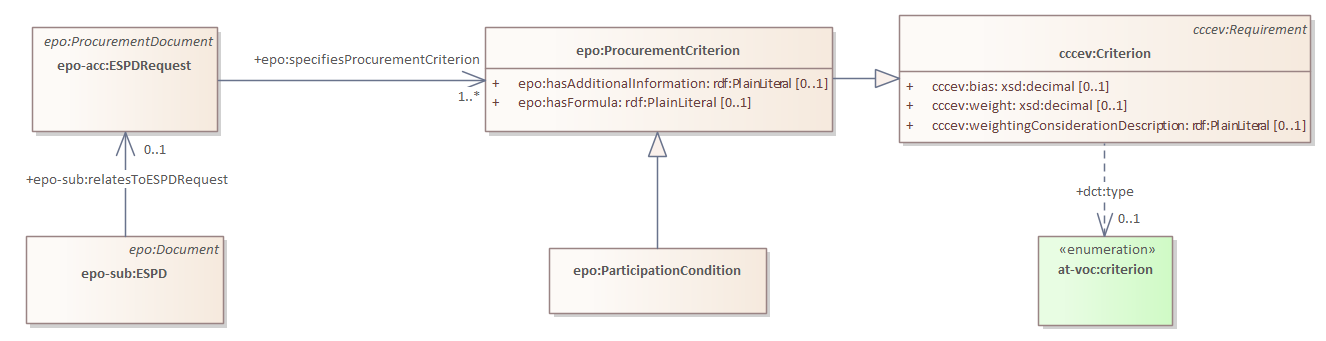 epo:ProcurementDocument
epo-acc:ESPDRequest
+epo:specifiesProcurementCriterion
1..*
epo:ProcurementCriterion
+ epo:hasAdditionalInformation: rdf:PlainLiteral [0..1]
+ epo:hasFormula: rdf:PlainLiteral [0..1]
cccev:Requirement
cccev:Criterion
+ cccev:bias: xsd:decimal [0..1]
+ cccev:weight: xsd:decimal [0..1]
+ cccev:weightingConsiderationDescription: rdf:PlainLiteral [0..1]
0..1
+epo-sub:relatesToESPDRequest
+dct:type
0..1
epo:Document
epo-sub:ESPD
epo:ParticipationCondition
«enumeration»
at-voc:criterion